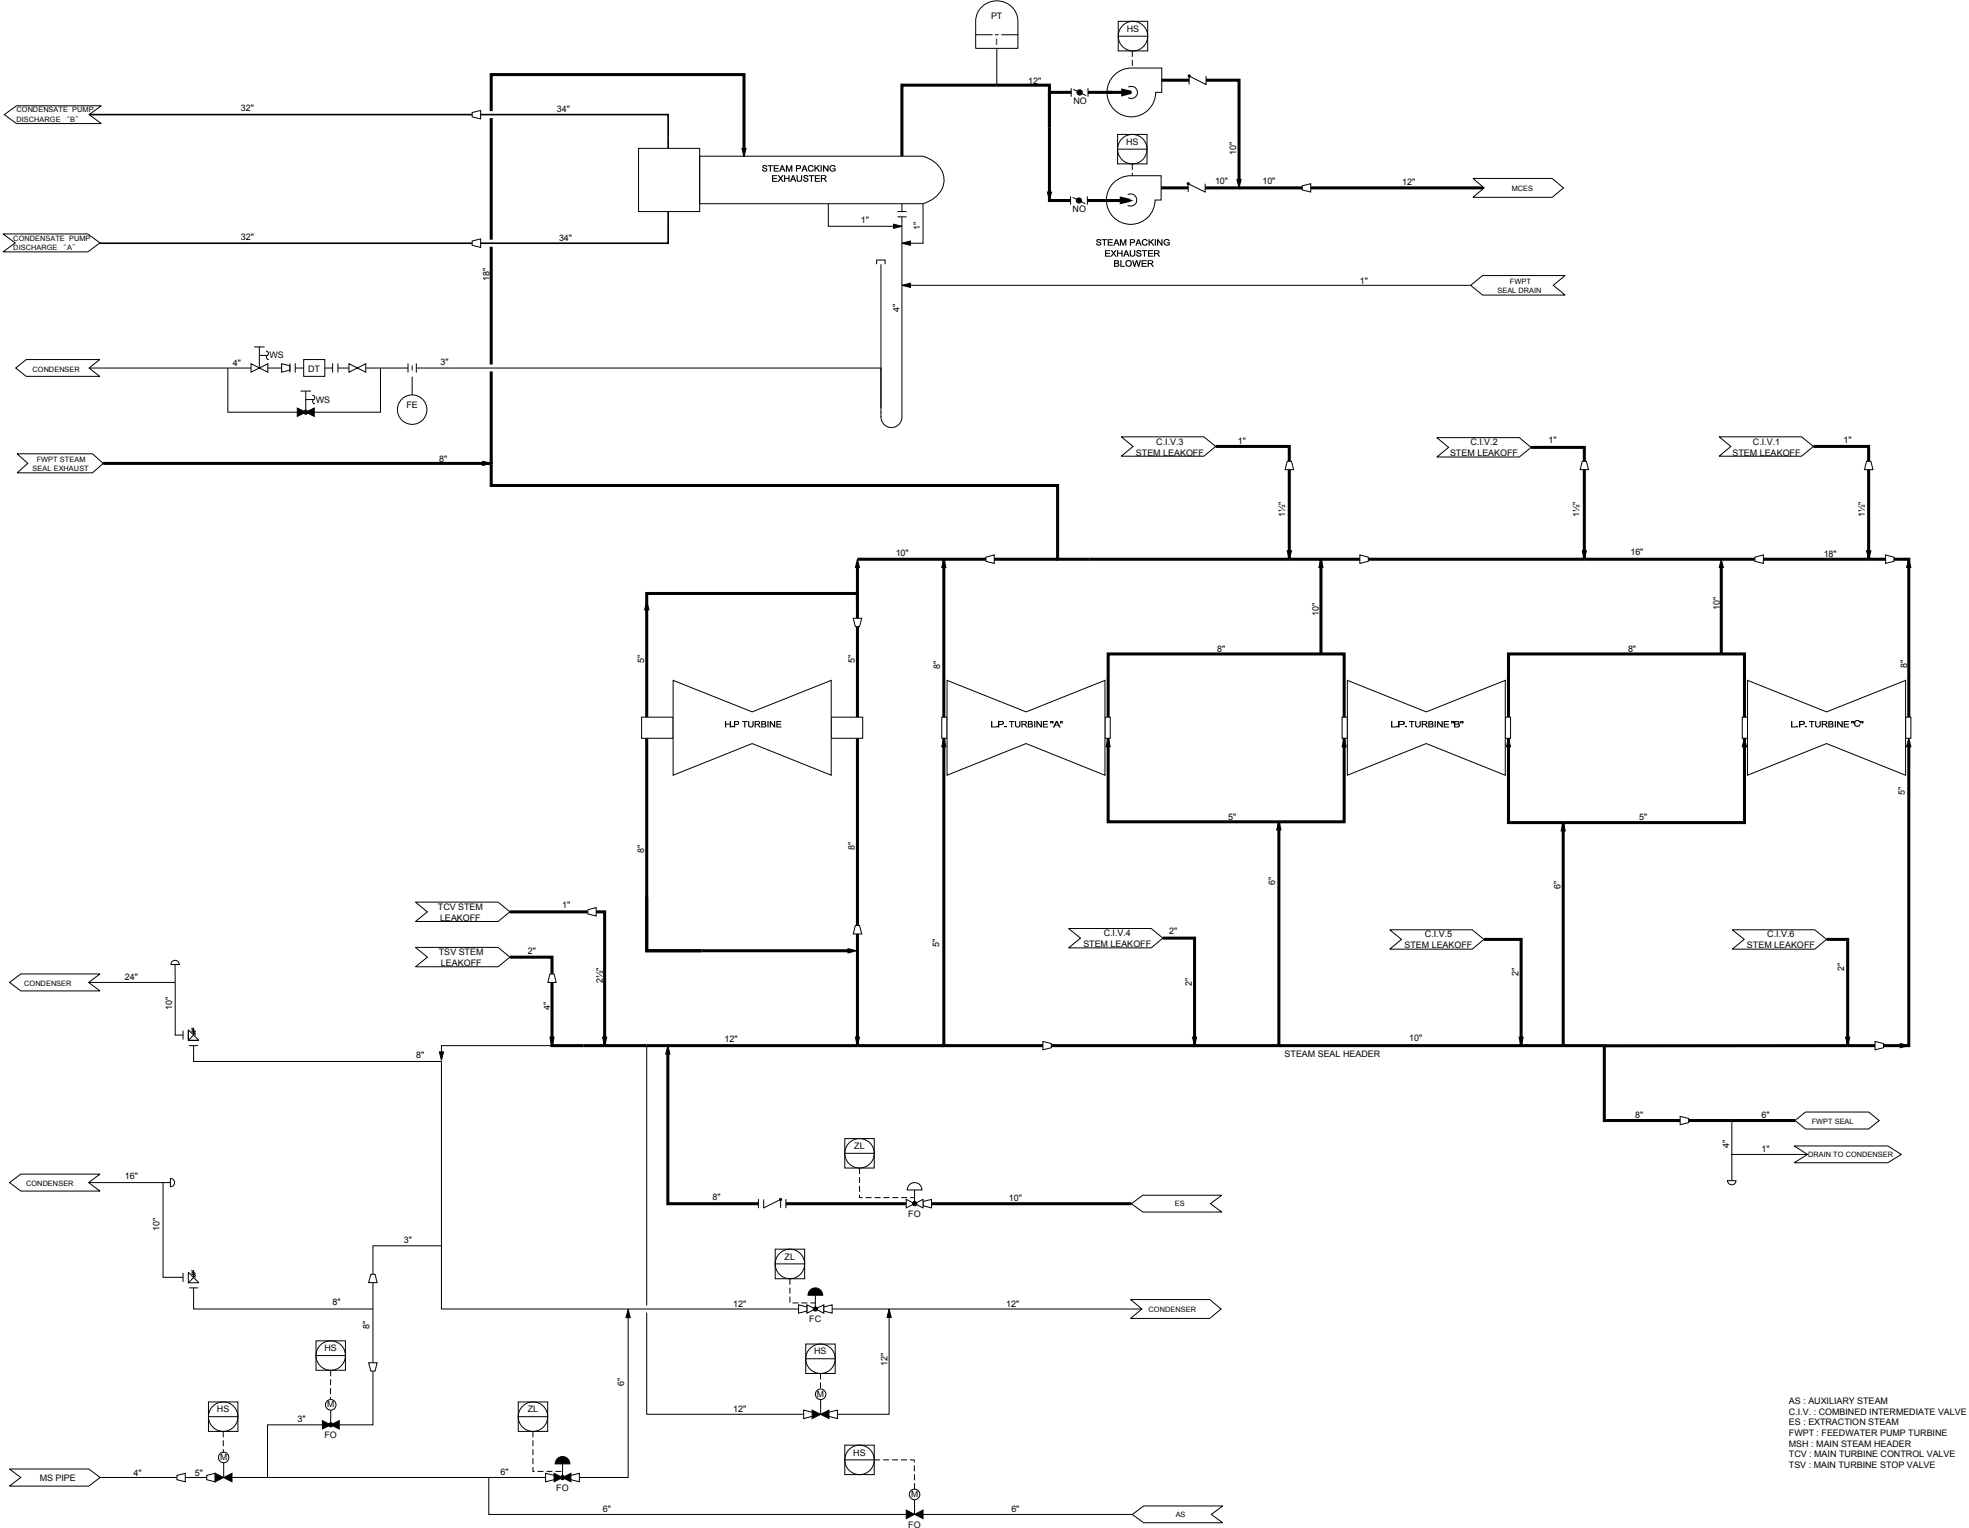 PT
I
HS
12"
NO
CONDENSATE PUMP
DISCHARGE "B"
32"
34"
10"
HS
STEAM PACKING
EXHAUSTER
10"
10"
12"
MCES
NO
1"
1"
CONDENSATE PUMP
DISCHARGE "A"
32"
34"
STEAM PACKING
EXHAUSTER
BLOWER
18"
1"
FWPT
SEAL DRAIN
4"
WS
4"
DT
3"
CONDENSER
WS
FE
C.I.V.3
STEM LEAKOFF
1"
C.I.V.2
STEM LEAKOFF
1"
C.I.V.1
STEM LEAKOFF
1"
FWPT STEAM
SEAL EXHAUST
8"
1½"
1½"
1½"
10"
16"
18"
10"
10"
5"
5"
8"
8"
8"
8"
H.P TURBINE
L.P. TURBINE "A"
L.P. TURBINE "B"
L.P. TURBINE "C"
5"
5"
5"
8"
8"
6"
6"
TCV STEM
LEAKOFF
1"
C.I.V.4
STEM LEAKOFF
2"
C.I.V.5
STEM LEAKOFF
C.I.V.6
STEM LEAKOFF
5"
TSV STEM
LEAKOFF
2"
2½"
2"
2"
2"
CONDENSER
24"
10"
4"
12"
10"
8"
STEAM SEAL HEADER
8"
6"
FWPT SEAL
ZL
4"
1"
DRAIN TO CONDENSER
CONDENSER
16"
8"
10"
ES
FO
10"
3"
ZL
8"
12"
12"
CONDENSER
FC
8"
HS
HS
12"
6"
M
M
HS
3"
ZL
12"
FO
AS : AUXILIARY STEAM
C.I.V. : COMBINED INTERMEDIATE VALVE
ES : EXTRACTION STEAM
FWPT : FEEDWATER PUMP TURBINE
MSH : MAIN STEAM HEADER
TCV : MAIN TURBINE CONTROL VALVE
TSV : MAIN TURBINE STOP VALVE
M
HS
MS PIPE
4"
5"
6"
FO
M
6"
6"
AS
FO